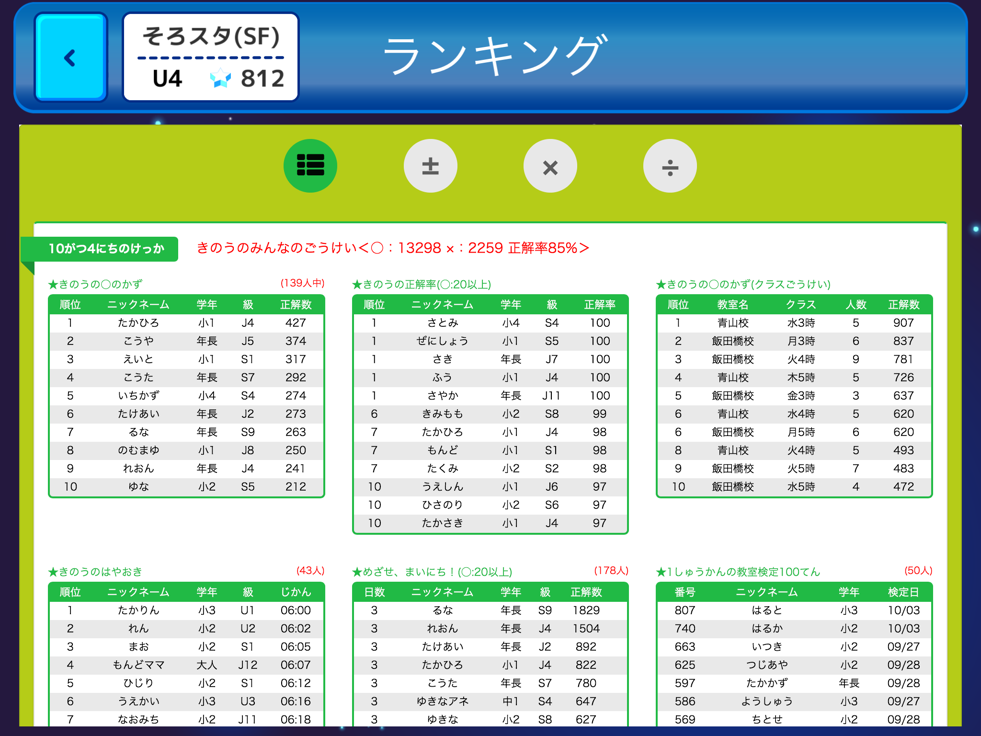 そろスタ(SF)
U4 812
ランキング
10がつ4にちのけっか
きのうのみんなのごうけい<〇：13298 ×：2259 正解率85%>
★きのうの〇のかず (139人中)
順位 ニックネーム 学年 級 正解数
1 たかひろ 小1 J4 427
2 こうや 年長 J5 374
3 えいと 小1 S1 317
4 こうた 年長 S7 292
5 いちかず 小4 S4 274
6 たけあい 年長 J2 273
7 るな 年長 S9 263
8 のむまゆ 小1 J8 250
9 れおん 年長 J4 241
10 ゆな 小2 S5 212
★きのうの正解率(〇:20以上)
順位 ニックネーム 学年 級 正解率
1 さとみ 小4 S4 100
1 ぜにしょう 小1 S5 100
1 さき 年長 J7 100
1 ふう 小1 J4 100
1 さやか 年長 J11 100
6 きみもも 小2 S8 99
7 たかひろ 小1 J4 98
7 もんど 小1 S1 98
7 たくみ 小2 S2 98
10 うえしん 小1 J6 97
10 ひさのり 小2 S6 97
10 たかさき 小1 J4 97
★きのうの〇のかず(クラスごうけい)
順位 教室名 クラス 人数 正解数
1 青山校 水3時 5 907
2 飯田橋校 月3時 6 837
3 飯田橋校 火4時 9 781
4 青山校 木5時 5 726
5 飯田橋校 金3時 3 637
6 青山校 水4時 5 620
6 飯田橋校 月5時 6 620
8 青山校 火4時 5 493
9 飯田橋校 火5時 7 483
10 飯田橋校 水5時 4 472
★きのうのはやおき (43人)
順位 ニックネーム 学年 級 じかん
1 たかりん 小3 U1 06:00
2 れん 小2 U2 06:02
3 まお 小2 S1 06:05
4 もんどママ 大人 J12 06:07
5 ひじり 小2 S1 06:12
6 うえかい 小3 U3 06:16
7 なおみち 小2 J11 06:18
★めざせ、まいにち！(〇:20以上) (178人)
日数 ニックネーム 学年 級 正解数
3 るな 年長 S9 1829
3 れおん 年長 J4 1504
3 たけあい 年長 J2 892
3 たかひろ 小1 J4 822
3 こうた 年長 S7 780
3 ゆきなアネ 中1 S4 647
3 ゆきな 小2 S8 627
★1しゅうかんの教室検定100てん (50人)
番号 ニックネーム 学年 検定日
807 はると 小3 10/03
740 はるか 小2 10/03
663 いつき 小2 09/27
625 つじあや 小2 09/28
597 たかかず 年長 09/28
586 ようしゅう 小3 09/27
569 ちとせ 小2 09/28